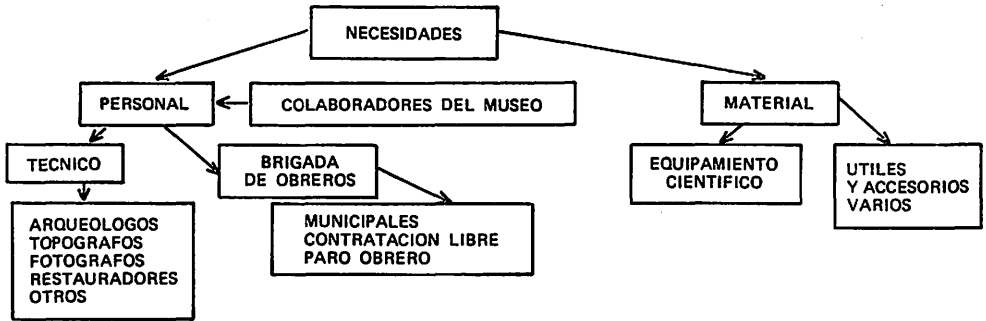 NECESIDADES
PERSONAL
COLABORADORES DEL MUSEO
MATERIAL
TECNICO
BRIGADA
DE OBREROS
EQUIPAMIENTO
CIENTIFICO
UTILES
Y ACCESORIOS
VARIOS
ARQUEOLOGOS
TOPOGRAFOS
FOTOGRAFOS
RESTAURADORES
OTROS
MUNICIPALES
CONTRATACION LIBRE
PARO OBRERO